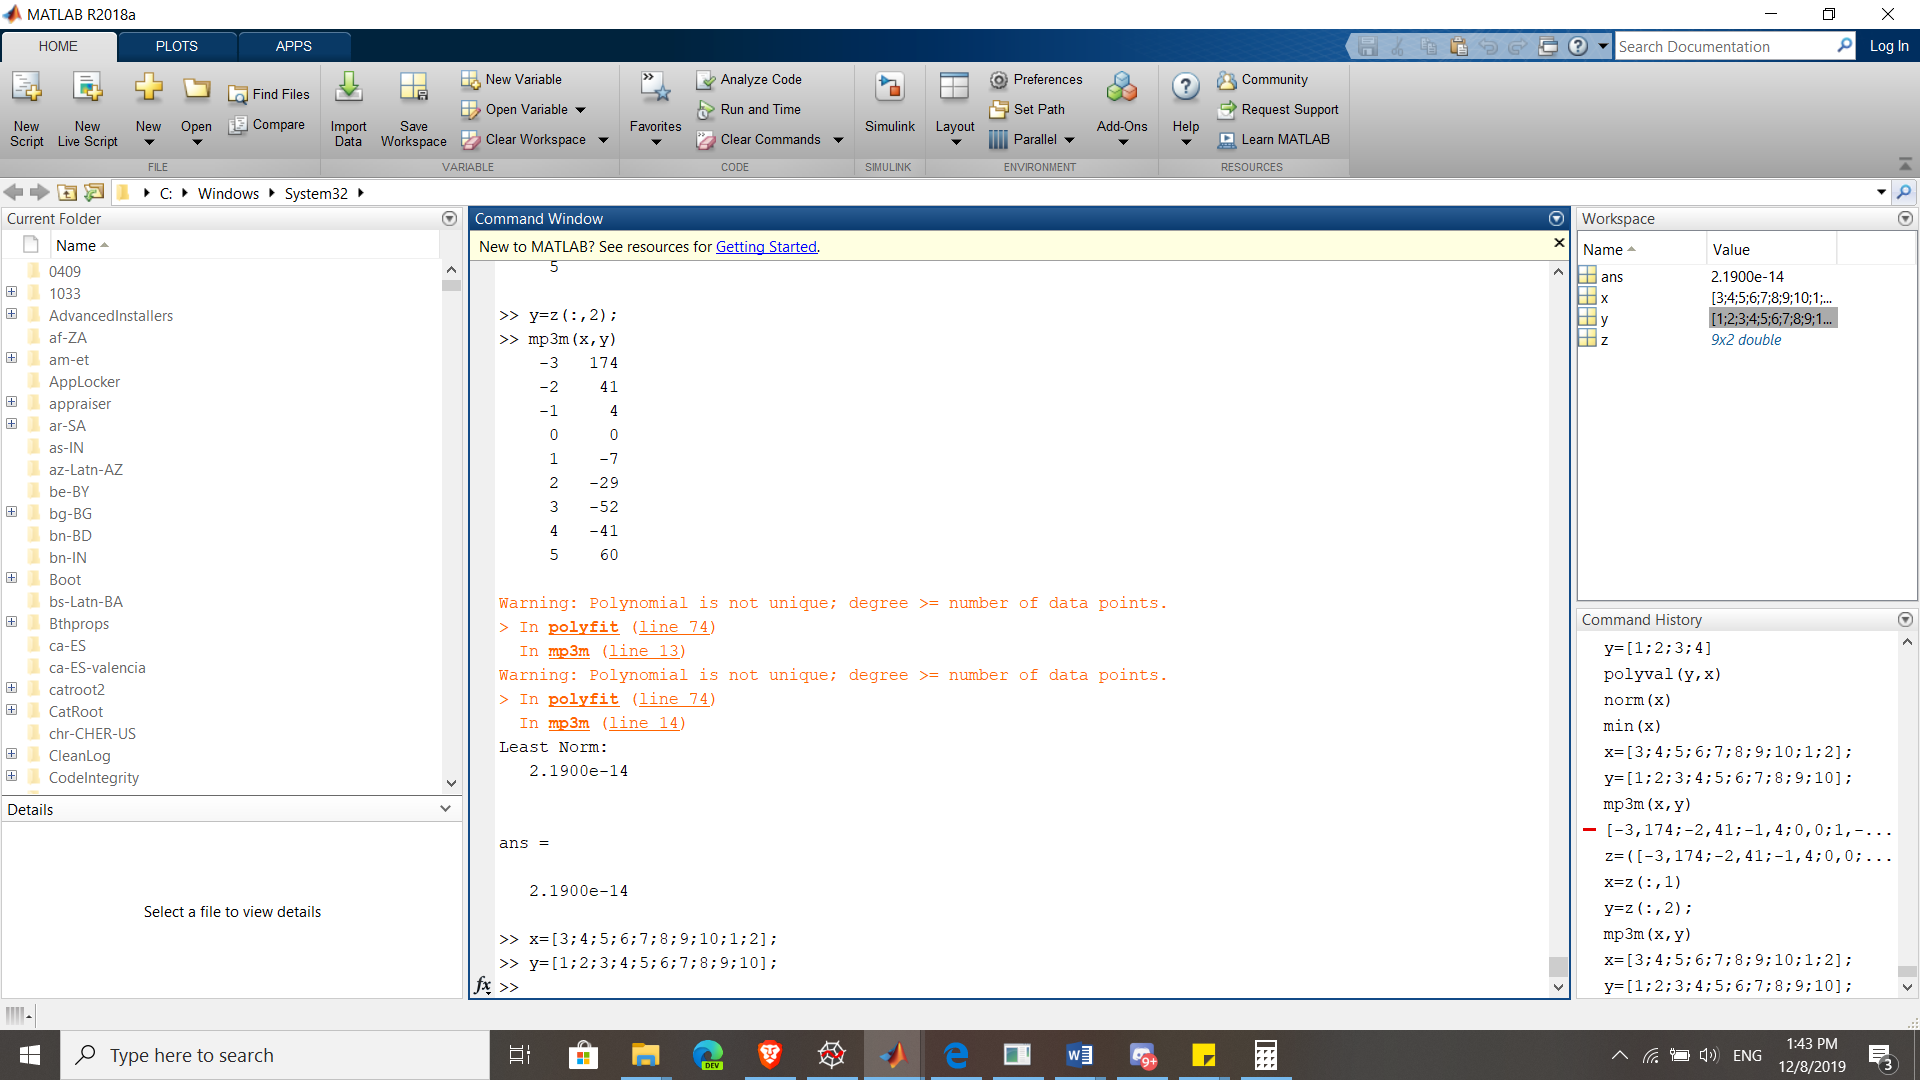 MATLAB R2018a
HOME PLOTS APPS
Search Documentation Log In
New Script
New Live Script
New
Open
Find Files
Compare
FILE
Import Data
Save Workspace
New Variable
Open Variable
Clear Workspace
VARIABLE
Favorites
Analyze Code
Run and Time
Clear Commands
CODE
Simulink
SIMULINK
Layout
Preferences
Set Path
Parallel
Add-Ons
ENVIRONMENT
Help
Community
Request Support
Learn MATLAB
RESOURCES
C: Windows System32
Current Folder
Name
0409
1033
AdvancedInstallers
af-ZA
am-et
AppLocker
appraiser
ar-SA
as-IN
az-Latn-AZ
be-BY
bg-BG
bn-BD
bn-IN
Boot
bs-Latn-BA
Bthprops
ca-ES
ca-ES-valencia
catroot2
CatRoot
chr-CHER-US
CleanLog
CodeIntegrity
Details
Select a file to view details
Command Window
New to MATLAB? See resources for Getting Started.
5
>> y=z(:,2);
>> mp3m(x,y)
-3 174
-2 41
-1 4
0 0
1 -7
2 -29
3 -52
4 -41
5 60
Warning: Polynomial is not unique; degree >= number of data points.
> In polyfit (line 74)
In mp3m (line 13)
Warning: Polynomial is not unique; degree >= number of data points.
> In polyfit (line 74)
In mp3m (line 14)
Least Norm:
2.1900e-14
ans =
2.1900e-14
>> x=[3;4;5;6;7;8;9;10;1;2];
>> y=[1;2;3;4;5;6;7;8;9;10];
fx >>
Workspace
Name Value
ans 2.1900e-14
x [3;4;5;6;7;8;9;10;1;...
y [1;2;3;4;5;6;7;8;9;1...
z 9x2 double
Command History
y=[1;2;3;4]
polyval(y,x)
norm(x)
min(x)
x=[3;4;5;6;7;8;9;10;1;2];
y=[1;2;3;4;5;6;7;8;9;10];
mp3m(x,y)
[-3,174;-2,41;-1,4;0,0;1,-...
z=([-3,174;-2,41;-1,4;0,0;...
x=z(:,1)
y=z(:,2);
mp3m(x,y)
x=[3;4;5;6;7;8;9;10;1;2];
y=[1;2;3;4;5;6;7;8;9;10];
Type here to search
DEV
9+
ENG
1:43 PM
12/8/2019
3